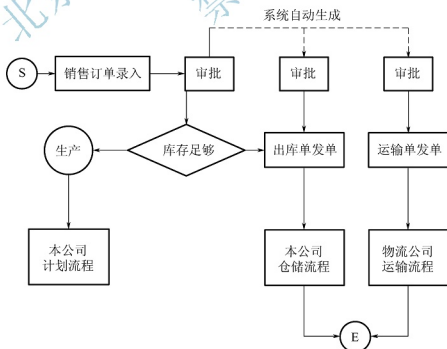 系统自动生成
S
销售订单录入
审批
审批
审批
生产
库存足够
出库单发单
运输单发单
本公司
计划流程
本公司
仓储流程
物流公司
运输流程
E